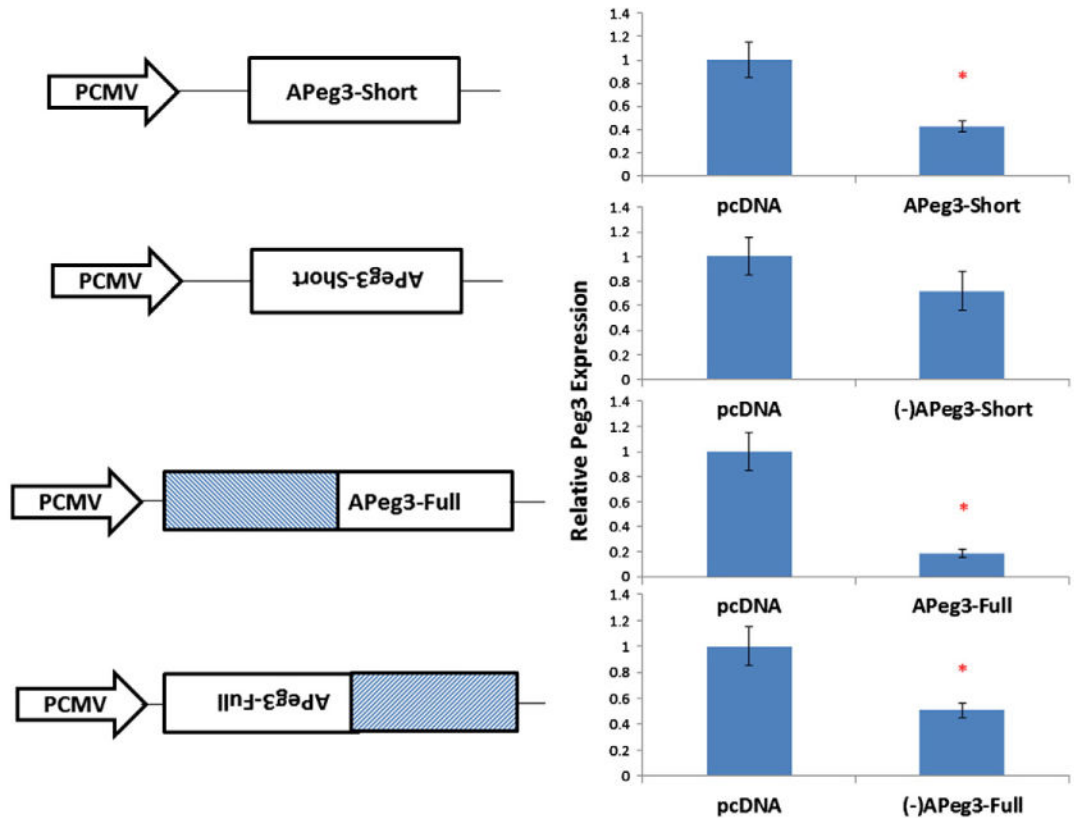 PCMV
APeg3-Short
PCMV
APeg3-Short
PCMV
APeg3-Full
PCMV
APeg3-Full
Relative Peg3 Expression
1.4
1.2
1
0.8
0.6
0.4
0.2
0
*
pcDNA
APeg3-Short
1.4
1.2
1
0.8
0.6
0.4
0.2
0
pcDNA
(-)APeg3-Short
1.4
1.2
1
0.8
0.6
0.4
0.2
0
*
pcDNA
APeg3-Full
1.4
1.2
1
0.8
0.6
0.4
0.2
0
*
pcDNA
(-)APeg3-Full